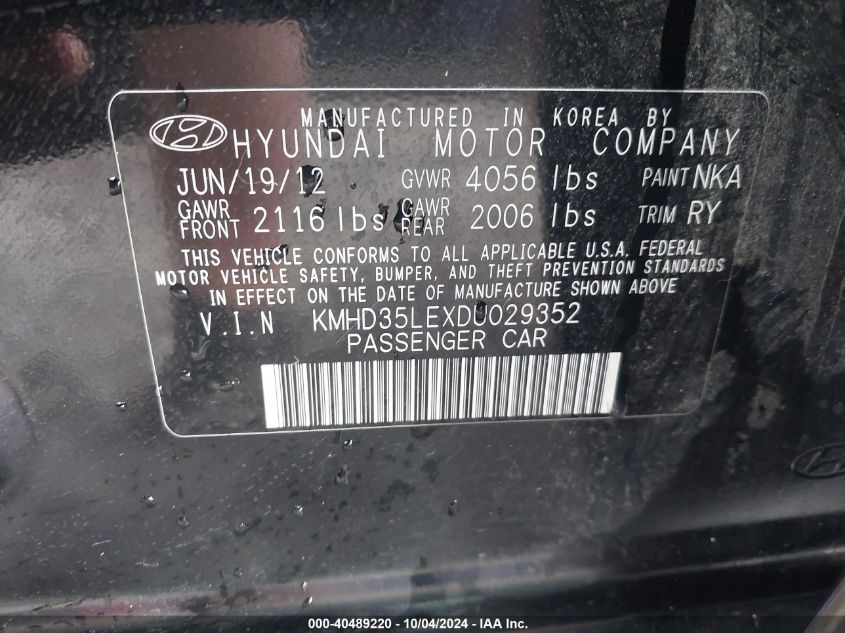 MANUFACTURED IN KOREA BY
HYUNDAI MOTOR COMPANY
JUN/19/12 GVWR 4056 lbs PAINT NKA
GAWR FRONT 2116 lbs GAWR REAR 2006 lbs TRIM RY
THIS VEHICLE CONFORMS TO ALL APPLICABLE U.S.A. FEDERAL
MOTOR VEHICLE SAFETY, BUMPER, AND THEFT PREVENTION STANDARDS
IN EFFECT ON THE DATE OF MANUFACTURE SHOWN ABOVE
V.I.N KMHD35LEXDU029352
PASSENGER CAR
000-40489220 - 10/04/2024 - IAA Inc.